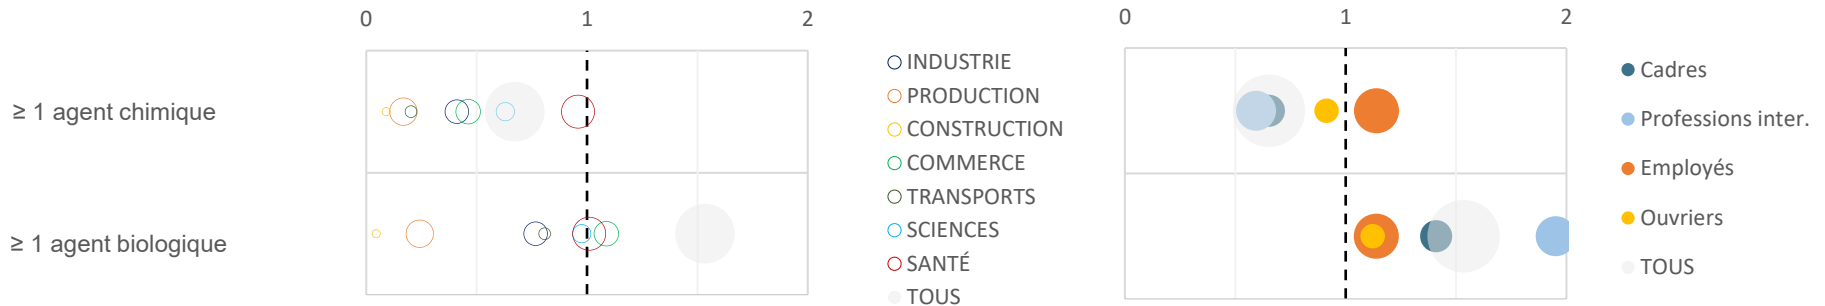 0 1 2
0 1 2
≥ 1 agent chimique
≥ 1 agent biologique
INDUSTRIE
PRODUCTION
CONSTRUCTION
COMMERCE
TRANSPORTS
SCIENCES
SANTÉ
TOUS
Cadres
Professions inter.
Employés
Ouvriers
TOUS